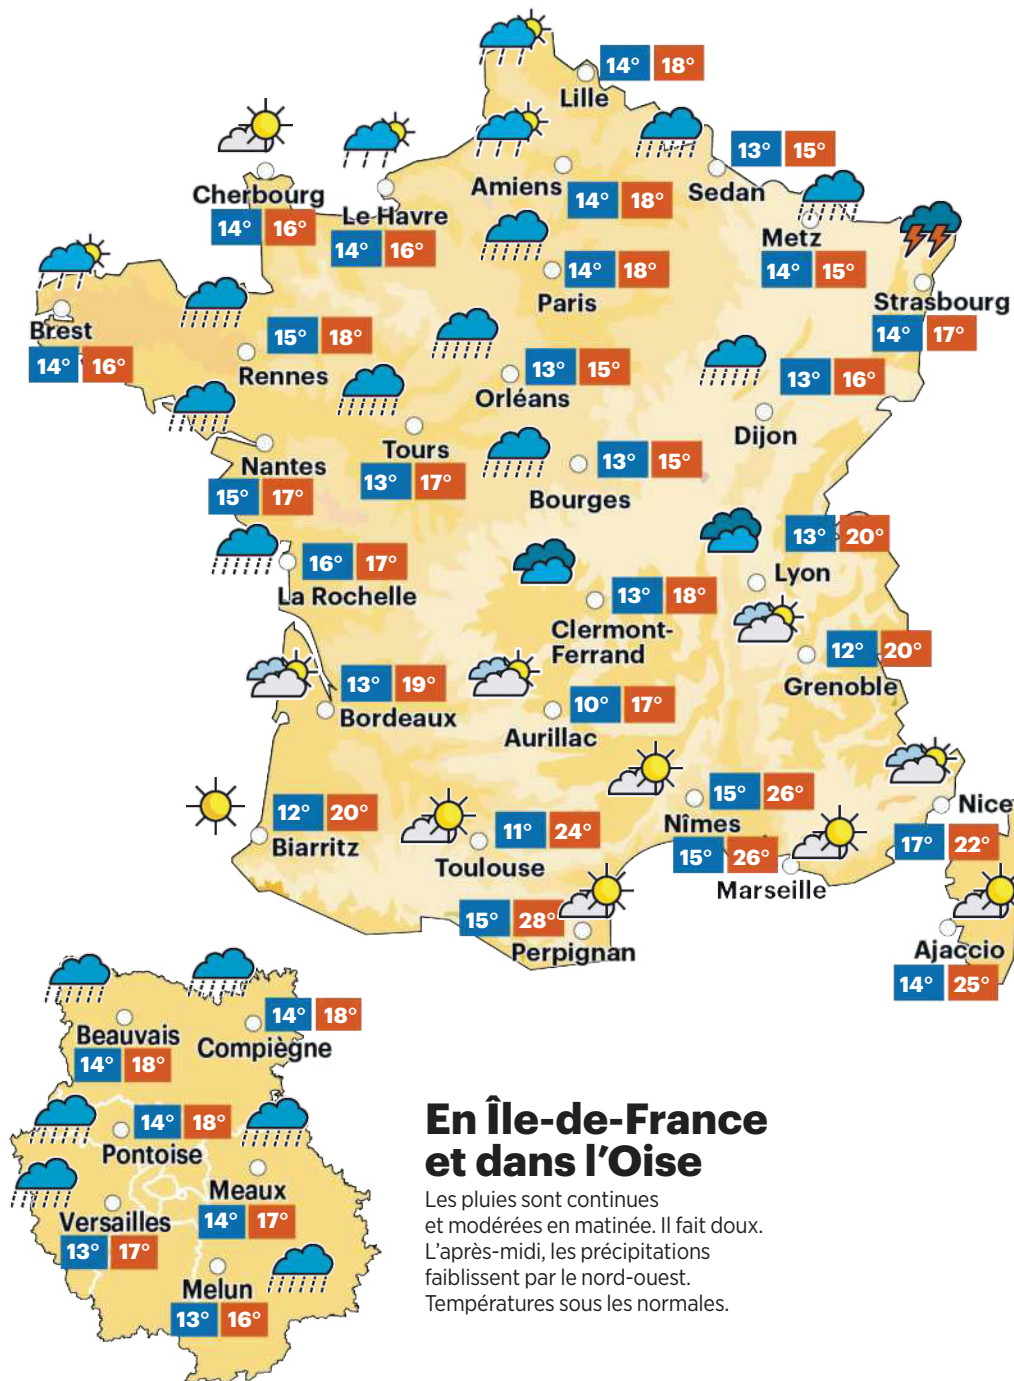 14° 18°
Lille
13° 15°
Sedan
Amiens
14° 18°
Cherbourg
14° 16°
Le Havre
14° 16°
Metz
14° 15°
14° 18°
Paris
Strasbourg
14° 17°
Brest
14° 16°
15° 18°
Rennes
13° 15°
Orléans
13° 16°
Dijon
Nantes
15° 17°
Tours
13° 17°
13° 15°
Bourges
13° 20°
Lyon
16° 17°
La Rochelle
13° 18°
Clermont-
Ferrand
12° 20°
Grenoble
13° 19°
Bordeaux
10° 17°
Aurillac
15° 26°
Nîmes
Nice
17° 22°
12° 20°
Biarritz
11° 24°
Toulouse
15° 26°
Marseille
15° 28°
Perpignan
Ajaccio
14° 25°
Beauvais
14° 18°
14° 18°
Compiègne
14° 18°
Pontoise
Meaux
14° 17°
Versailles
13° 17°
Melun
13° 16°
En Île-de-France
et dans l’Oise
Les pluies sont continues
et modérées en matinée. Il fait doux.
L’après-midi, les précipitations
faiblissent par le nord-ouest.
Températures sous les normales.